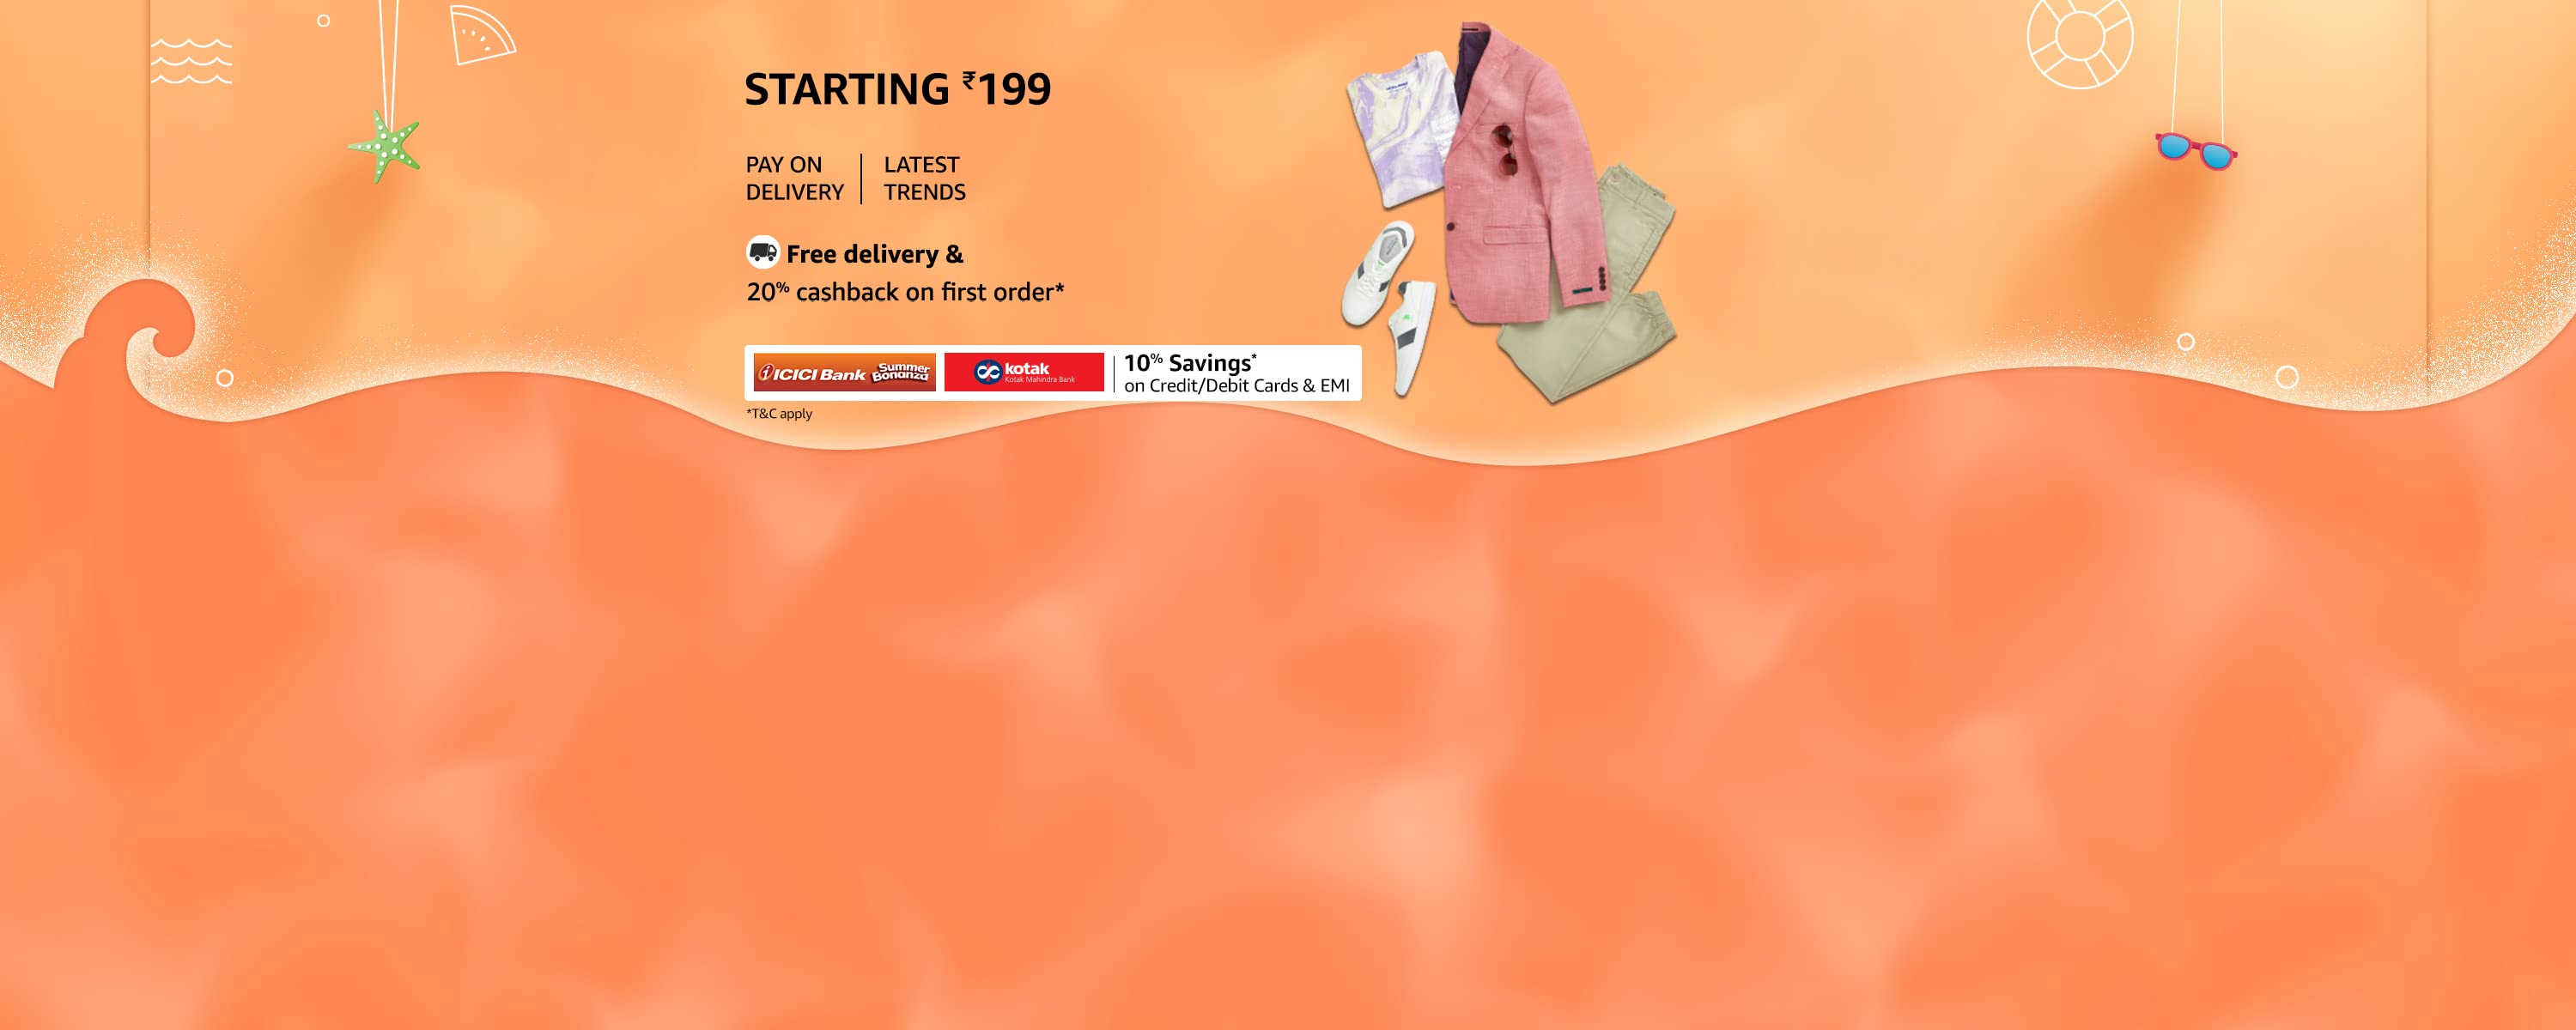 STARTING ₹199
PAY ON
DELIVERY
LATEST
TRENDS
Free delivery &
20% cashback on first order*
ICICI Bank
Summer
Bonanza
kotak
Kotak Mahindra Bank
10% Savings*
on Credit/Debit Cards & EMI
*T&C apply